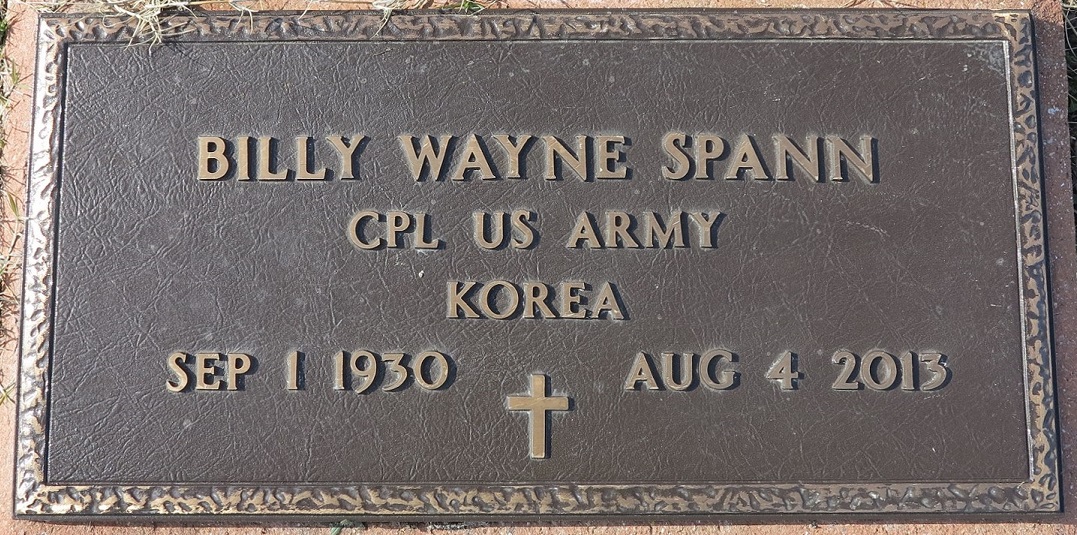 BILLY WAYNE SPANN
CPL US ARMY
KOREA
SEP 1 1930 AUG 4 2013